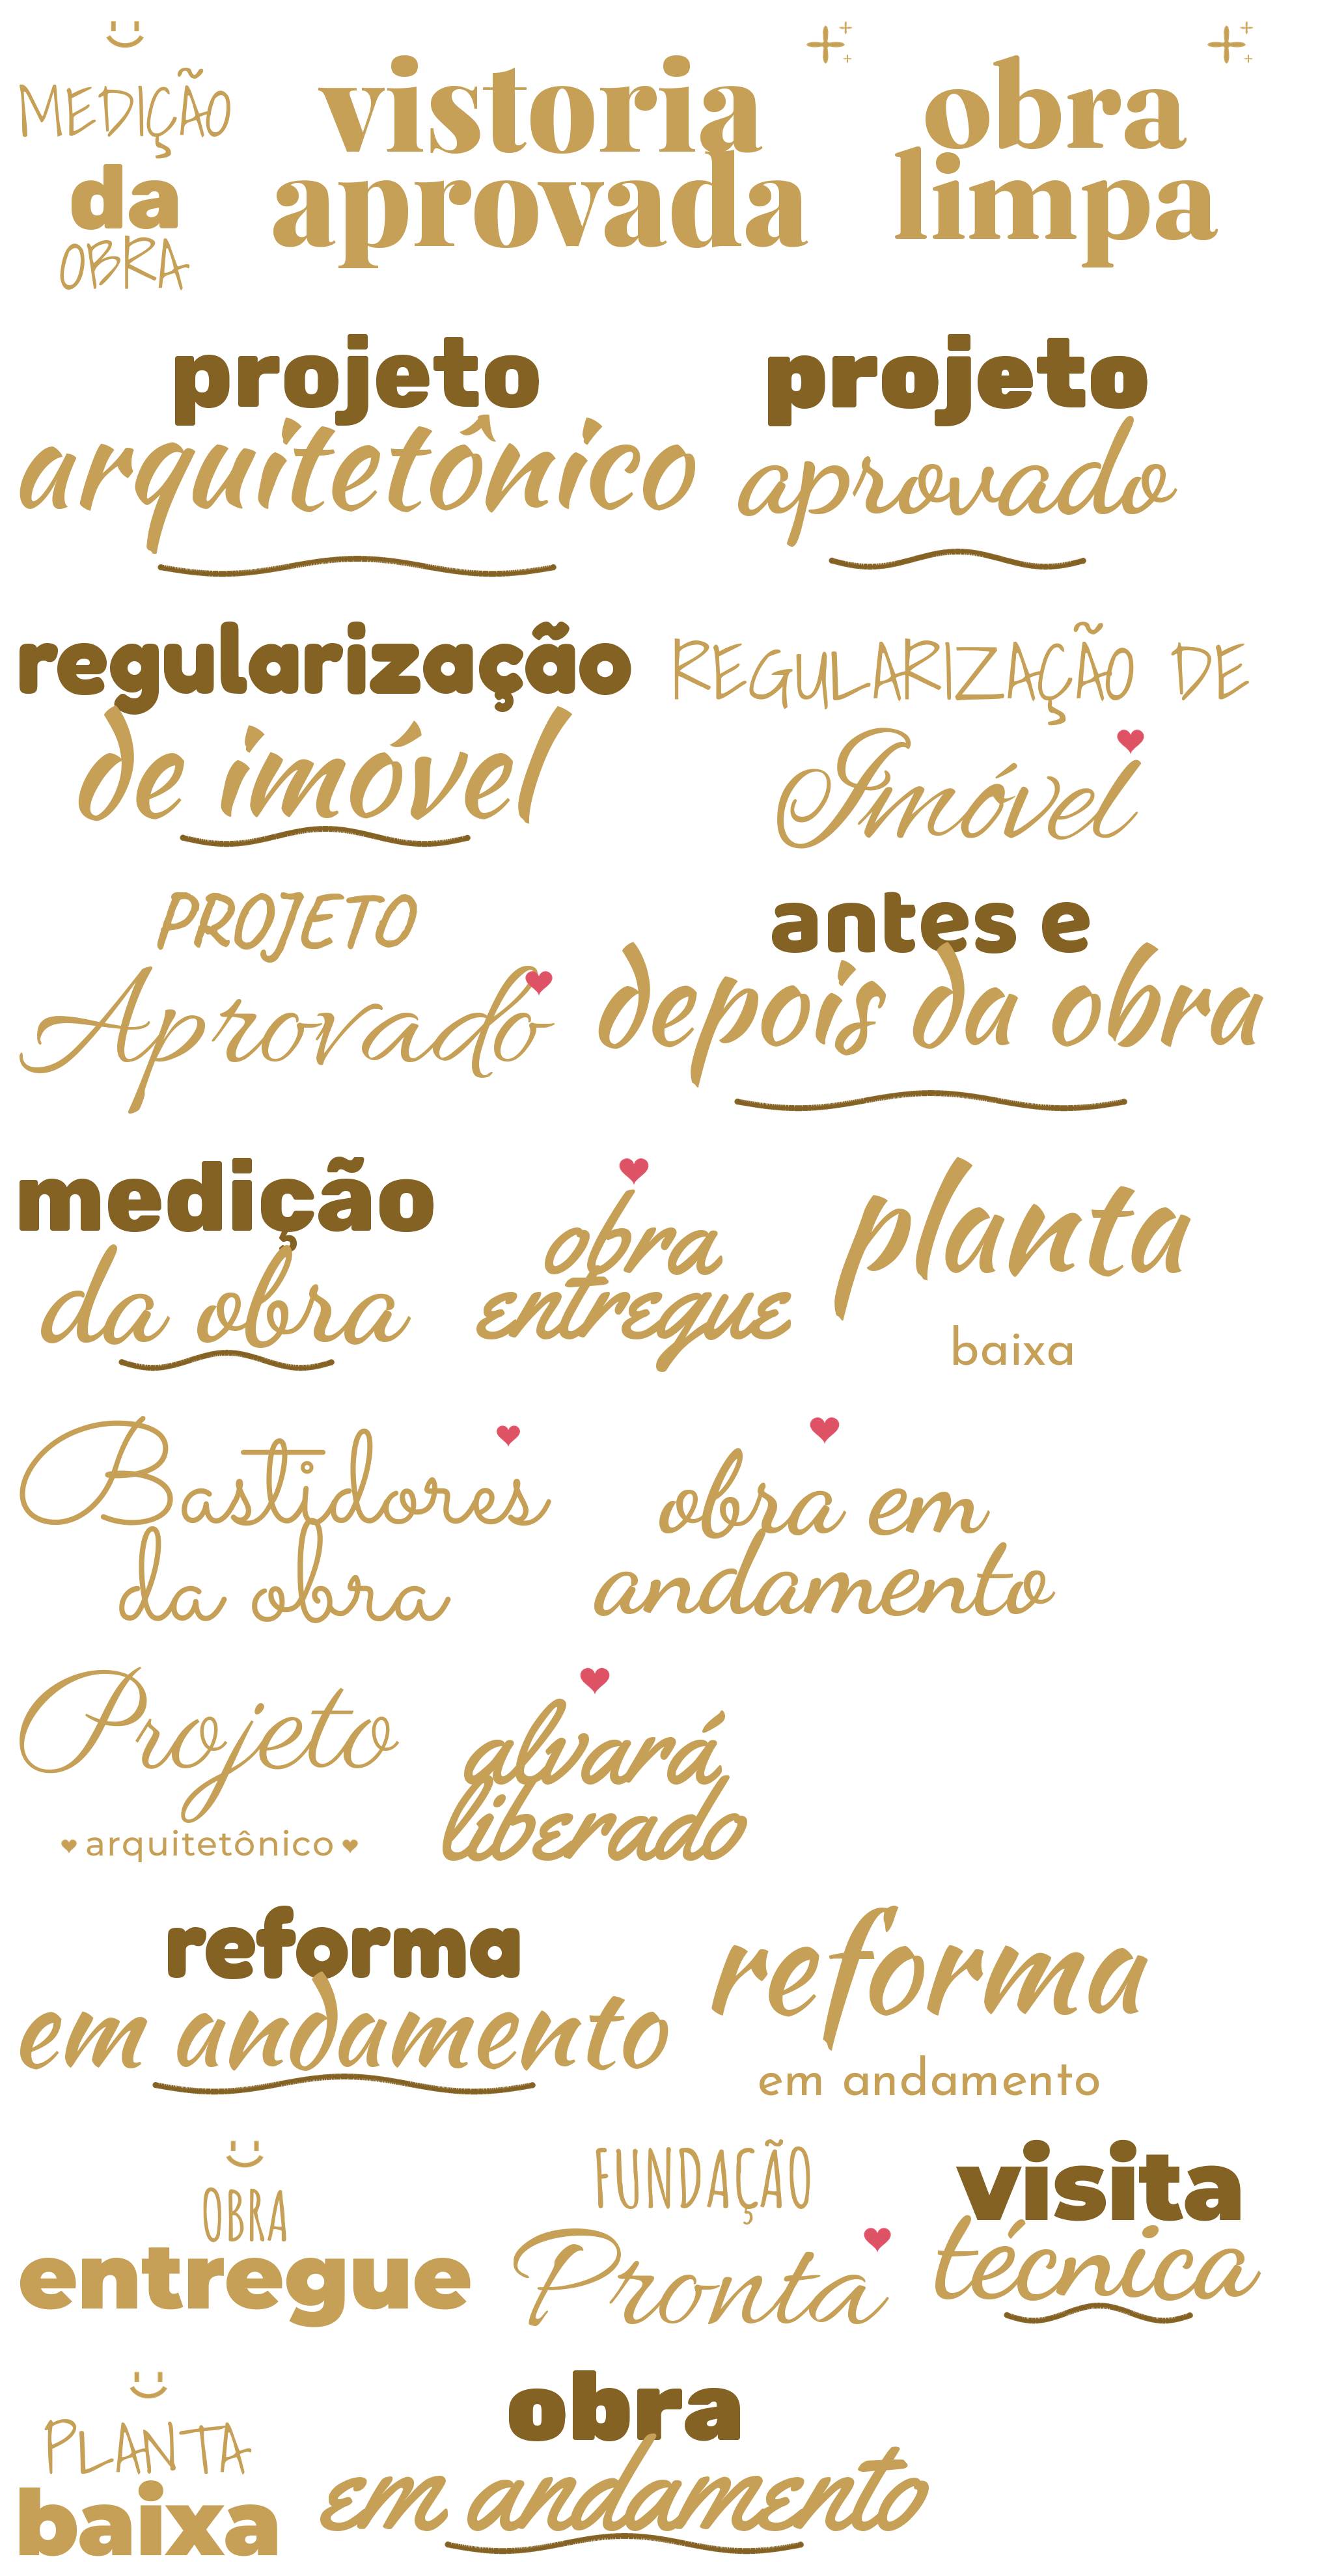 MEDIÇÃO
da
OBRA
vistoria
aprovada
obra
limpa
projeto
arquitetônico
projeto
aprovado
regularização
de imóvel
REGULARIZAÇÃO DE
Imóvel
PROJETO
Aprovado
antes e
depois da obra
medição
da obra
obra
entregue
planta
baixa
Bastidores
da obra
obra em
andamento
Projeto
arquitetônico
alvará
liberado
reforma
em andamento
reforma
em andamento
OBRA
entregue
FUNDAÇÃO
Pronta
visita
técnica
PLANTA
baixa
obra
em andamento